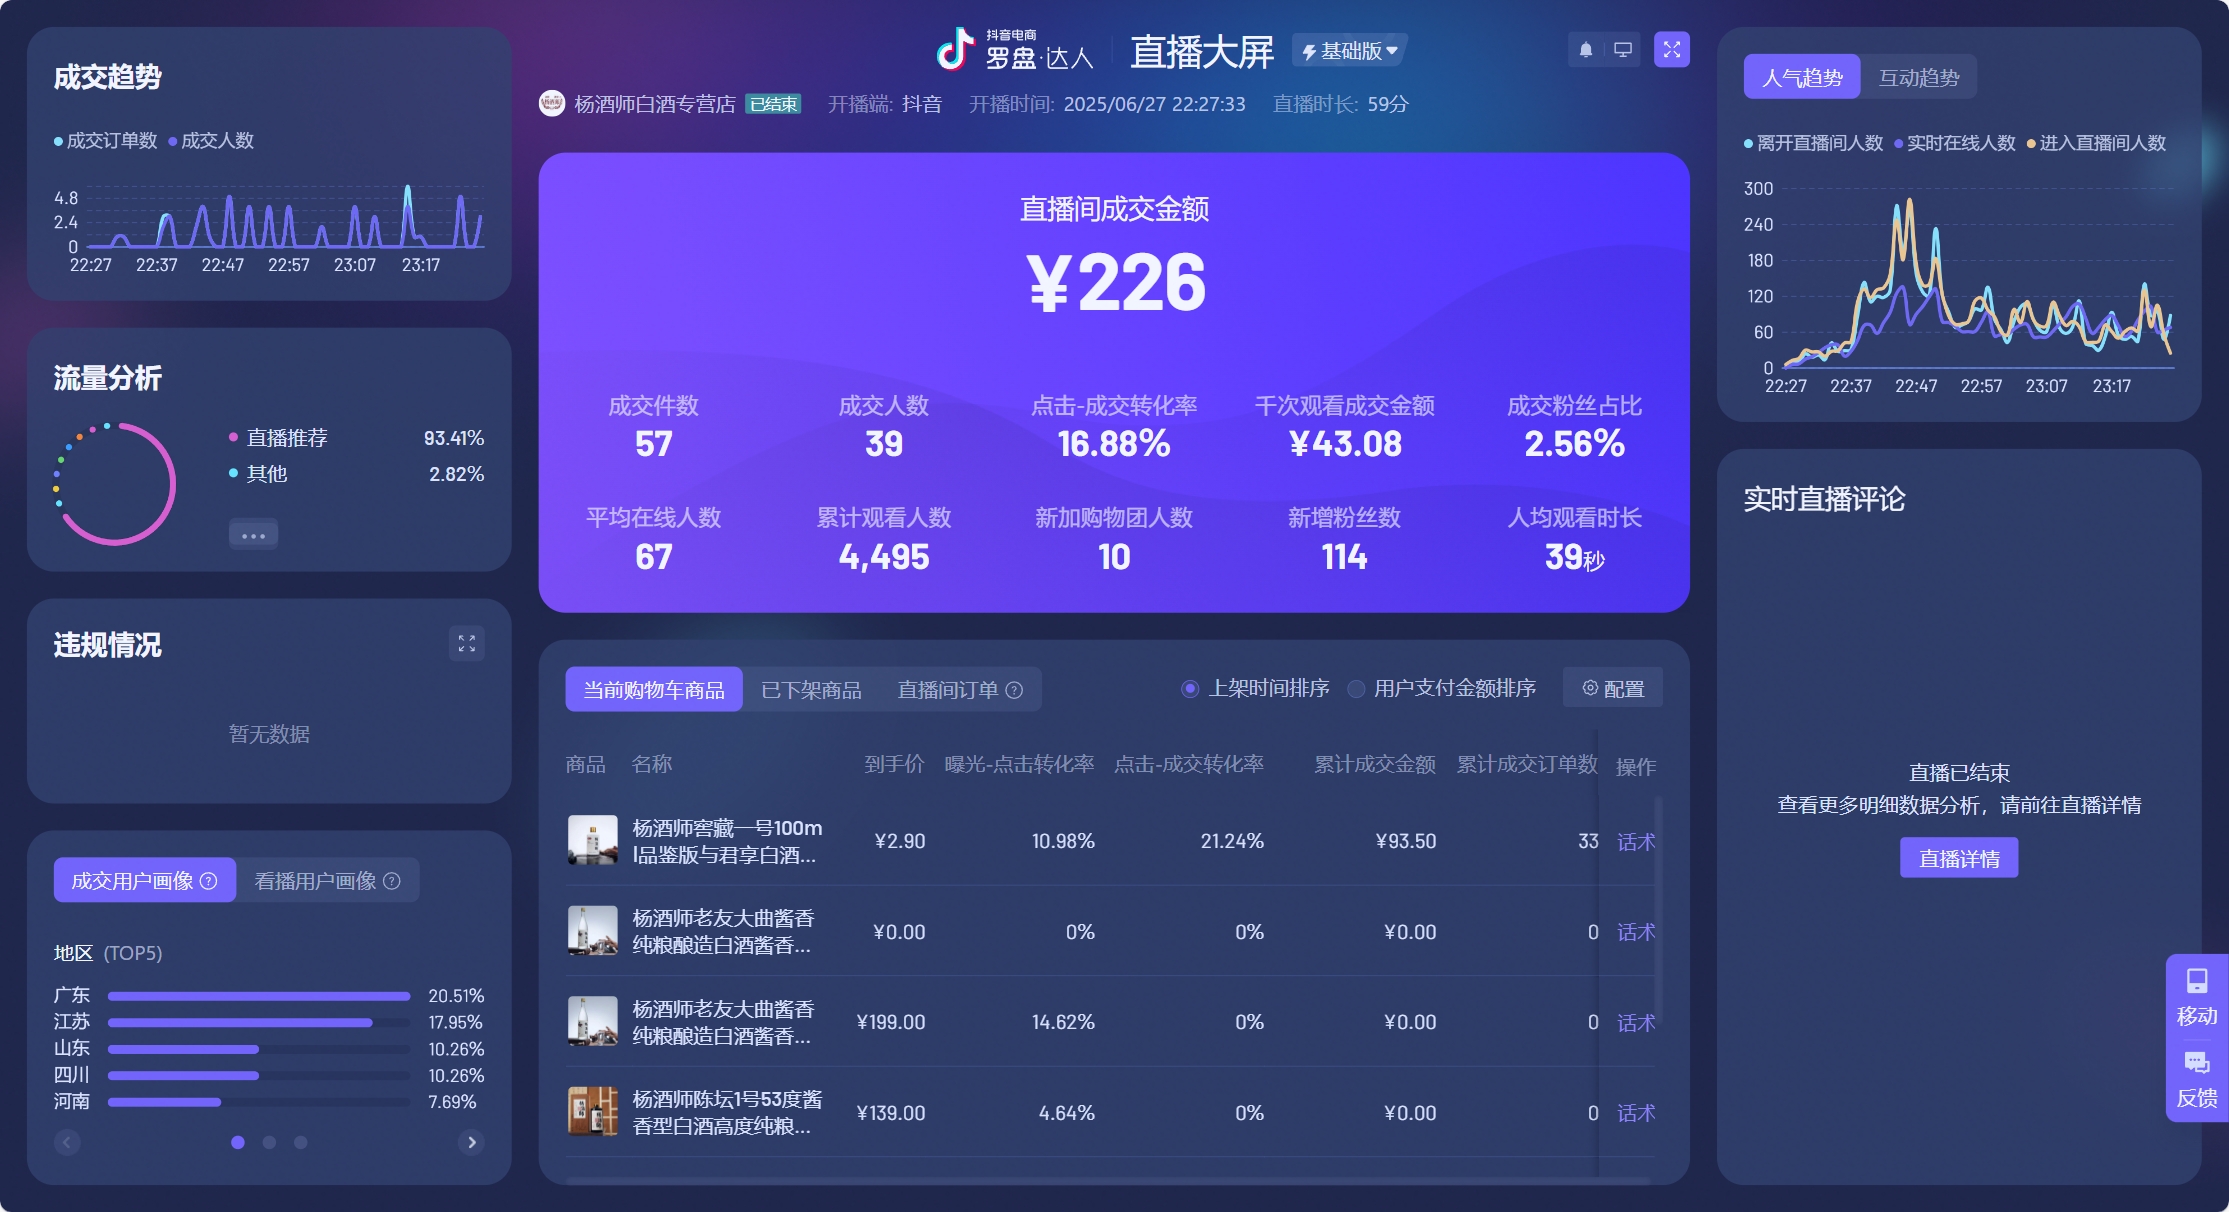 成交趋势
成交订单数 成交人数
4.8
2.4
0
22:27 22:37 22:47 22:57 23:07 23:17
流量分析
直播推荐 93.41%
其他 2.82%
...
违规情况
暂无数据
成交用户画像 ? 看播用户画像 ?
地区 (TOP5)
广东 20.51%
江苏 17.95%
山东 10.26%
四川 10.26%
河南 7.69%
抖音电商
罗盘·达人 直播大屏 基础版
杨酒师白酒专营店 已结束 开播端: 抖音 开播时间: 2025/06/27 22:27:33 直播时长: 59分
直播间成交金额
¥226
成交件数 成交人数 点击-成交转化率 千次观看成交金额 成交粉丝占比
57 39 16.88% ¥43.08 2.56%
平均在线人数 累计观看人数 新加购物团人数 新增粉丝数 人均观看时长
67 4,495 10 114 39秒
当前购物车商品 已下架商品 直播间订单 ? 上架时间排序 用户支付金额排序 配置
商品 名称 到手价 曝光-点击转化率 点击-成交转化率 累计成交金额 累计成交订单数 操作
杨酒师窖藏一号100m
l品鉴版与君享白酒... ¥2.90 10.98% 21.24% ¥93.50 33 话术
杨酒师老友大曲酱香
纯粮酿造白酒酱香... ¥0.00 0% 0% ¥0.00 0 话术
杨酒师老友大曲酱香
纯粮酿造白酒酱香... ¥199.00 14.62% 0% ¥0.00 0 话术
杨酒师陈坛1号53度酱
香型白酒高度纯粮... ¥139.00 4.64% 0% ¥0.00 0 话术
人气趋势 互动趋势
离开直播间人数 实时在线人数 进入直播间人数
300
240
180
120
60
0
22:27 22:37 22:47 22:57 23:07 23:17
实时直播评论
直播已结束
查看更多明细数据分析，请前往直播详情
直播详情
移动
反馈